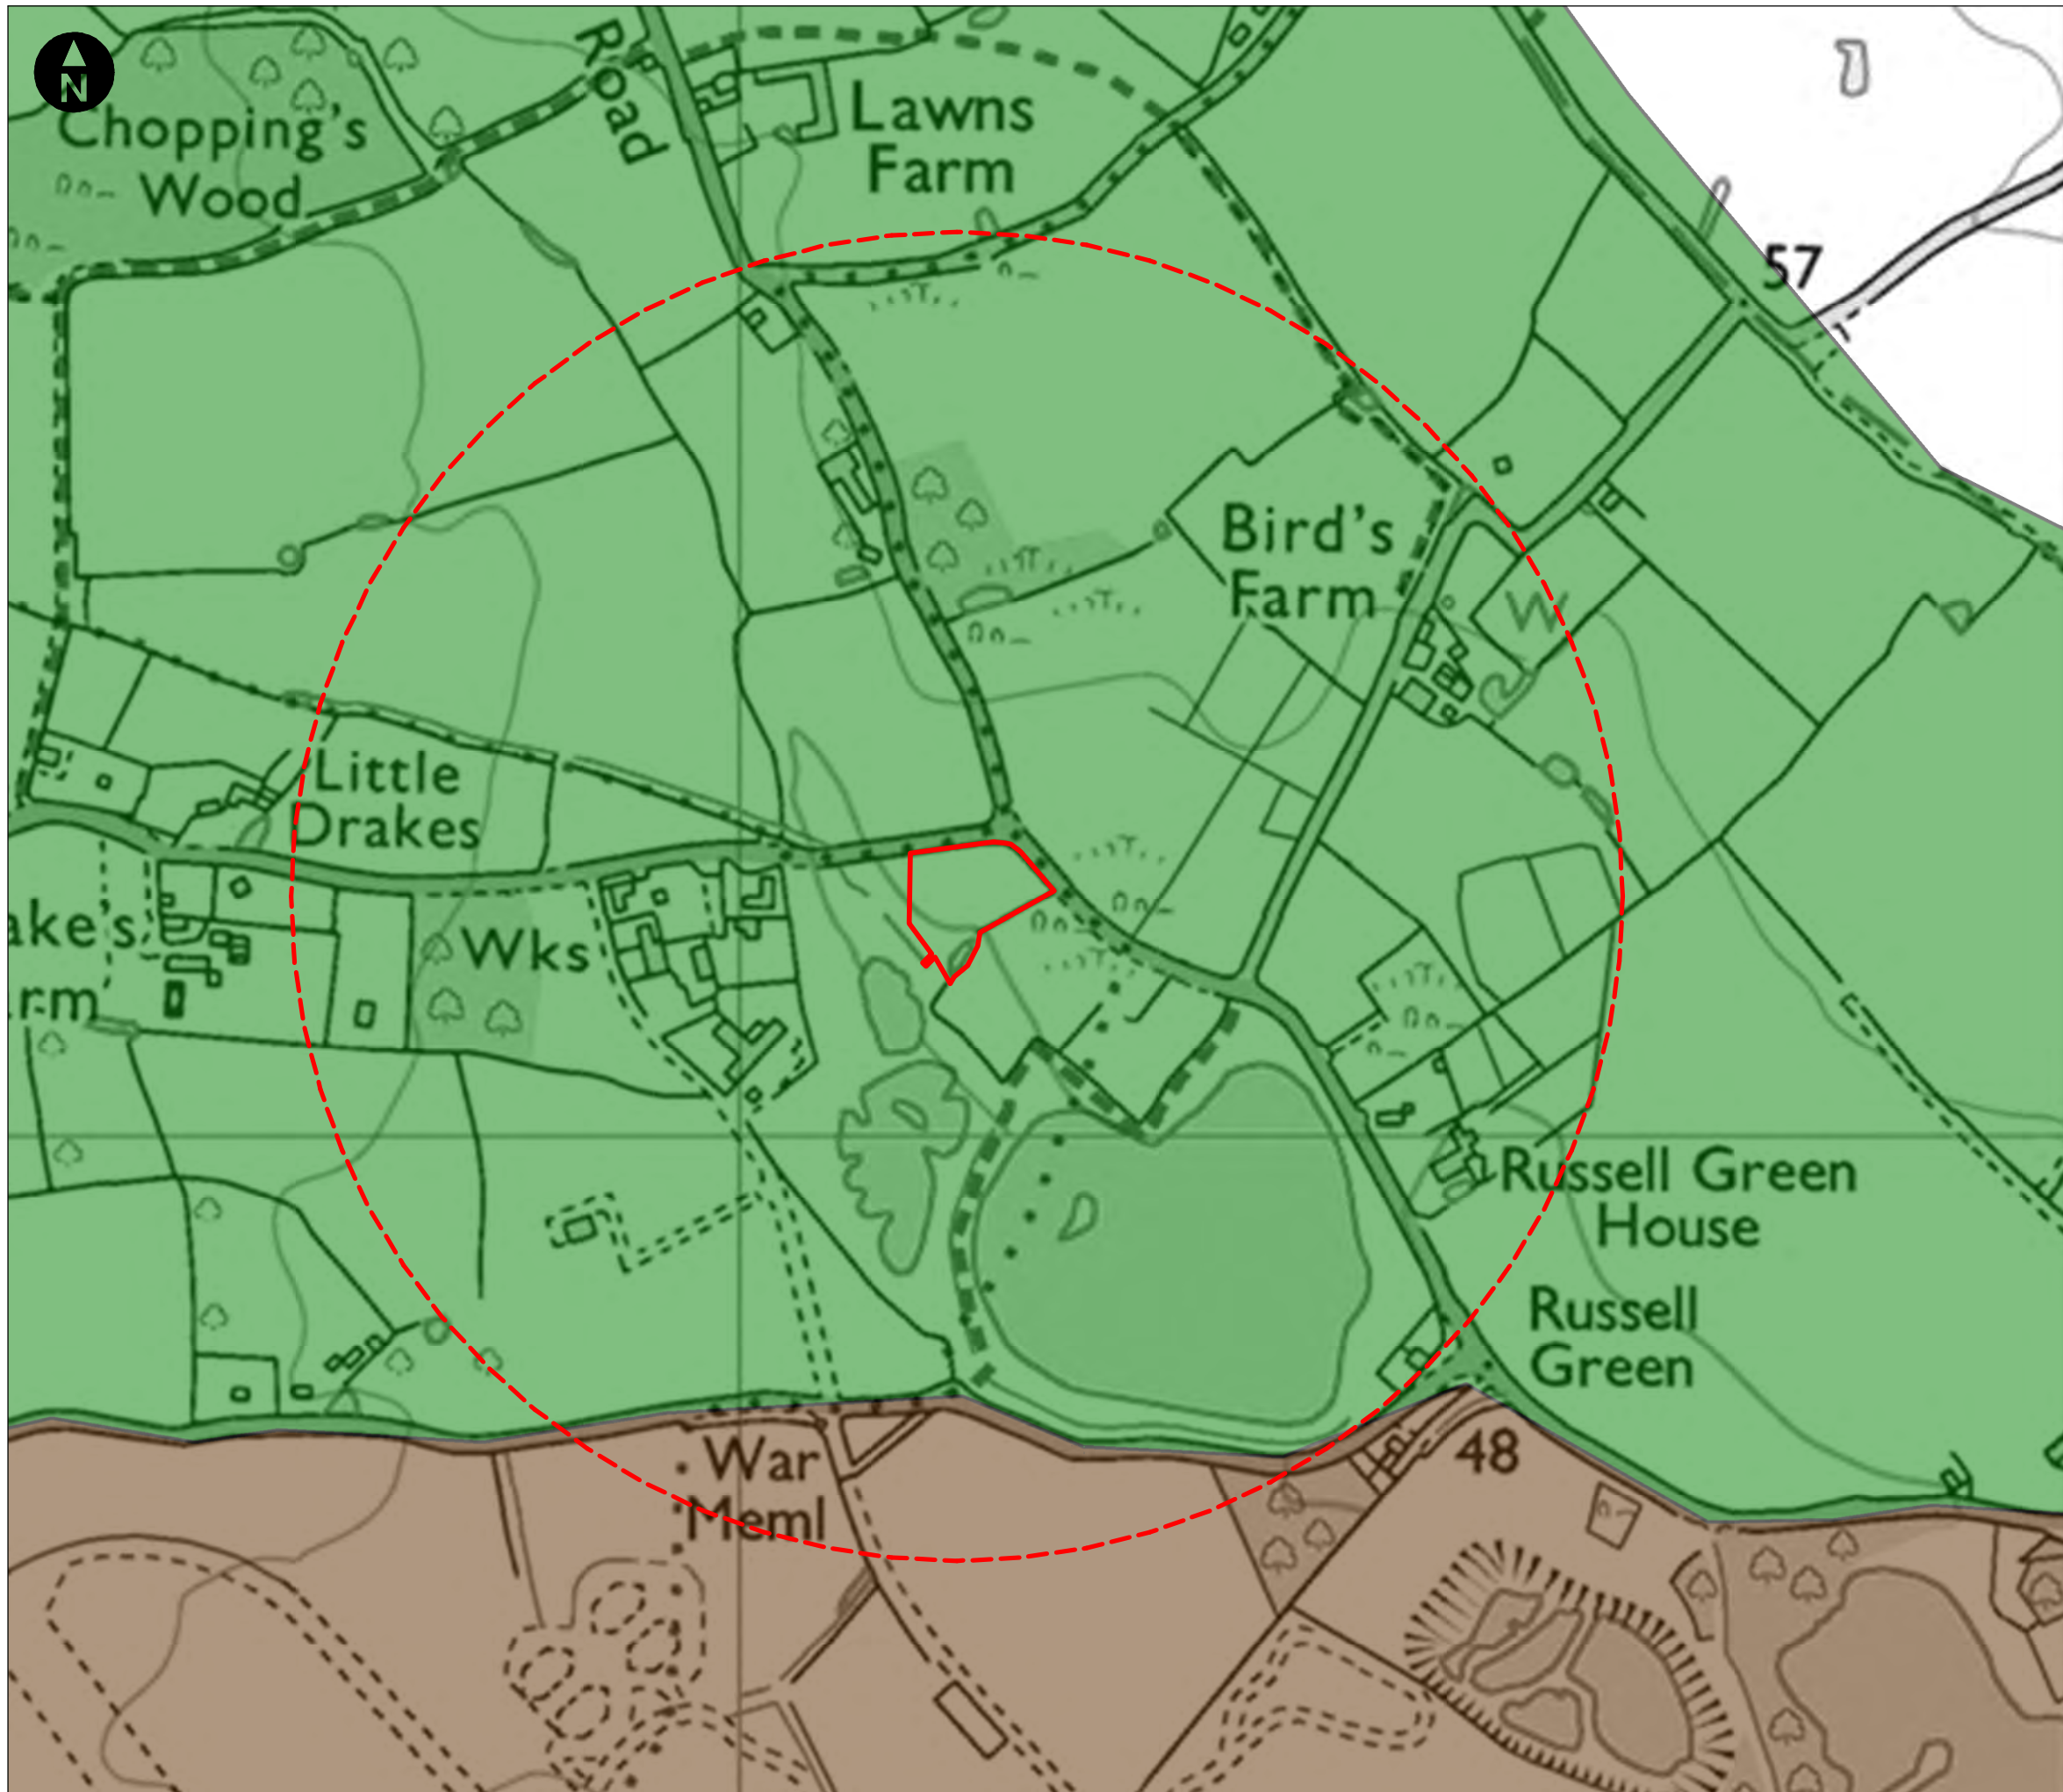 N
Road
Chopping's
Wood
Lawns
Farm
57
Bird's
Farm
W
Little
Drakes
ake's
arm
Wks
Russell Green
House
Russell
Green
48
War
Meml